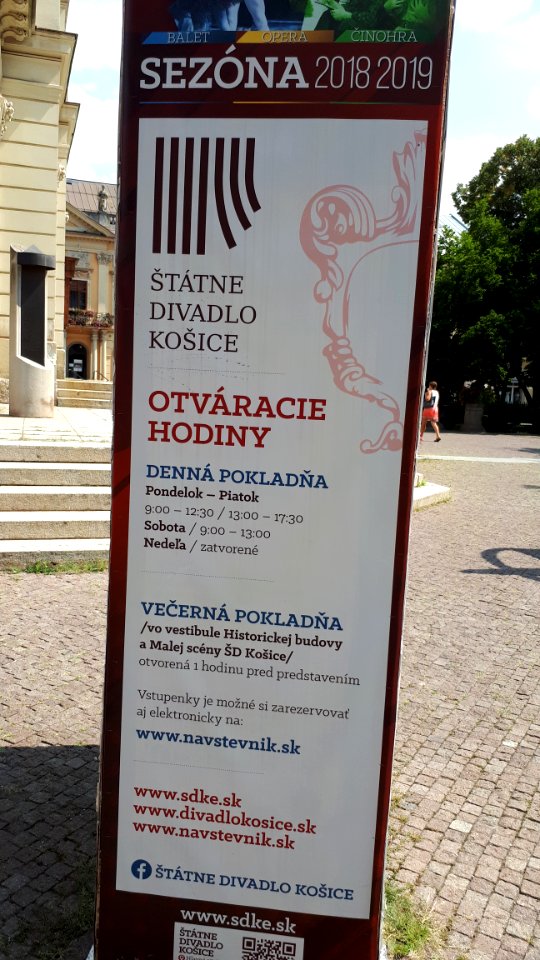 BALET OPERA ČINOHRA
SEZÓNA 2018 2019
ŠTÁTNE
DIVADLO
KOŠICE
OTVÁRACIE
HODINY
DENNÁ POKLADŇA
Pondelok – Piatok
9:00 – 12:30 / 13:00 – 17:30
Sobota / 9:00 – 13:00
Nedeľa / zatvorené
VEČERNÁ POKLADŇA
/vo vestibule Historickej budovy
a Malej scény ŠD Košice/
otvorená 1 hodinu pred predstavením
Vstupenky je možné si zarezervovať
aj elektronicky na:
www.navstevnik.sk
www.sdke.sk
www.divadlokosice.sk
www.navstevnik.sk
ŠTÁTNE DIVADLO KOŠICE
www.sdke.sk
ŠTÁTNE
DIVADLO
KOŠICE